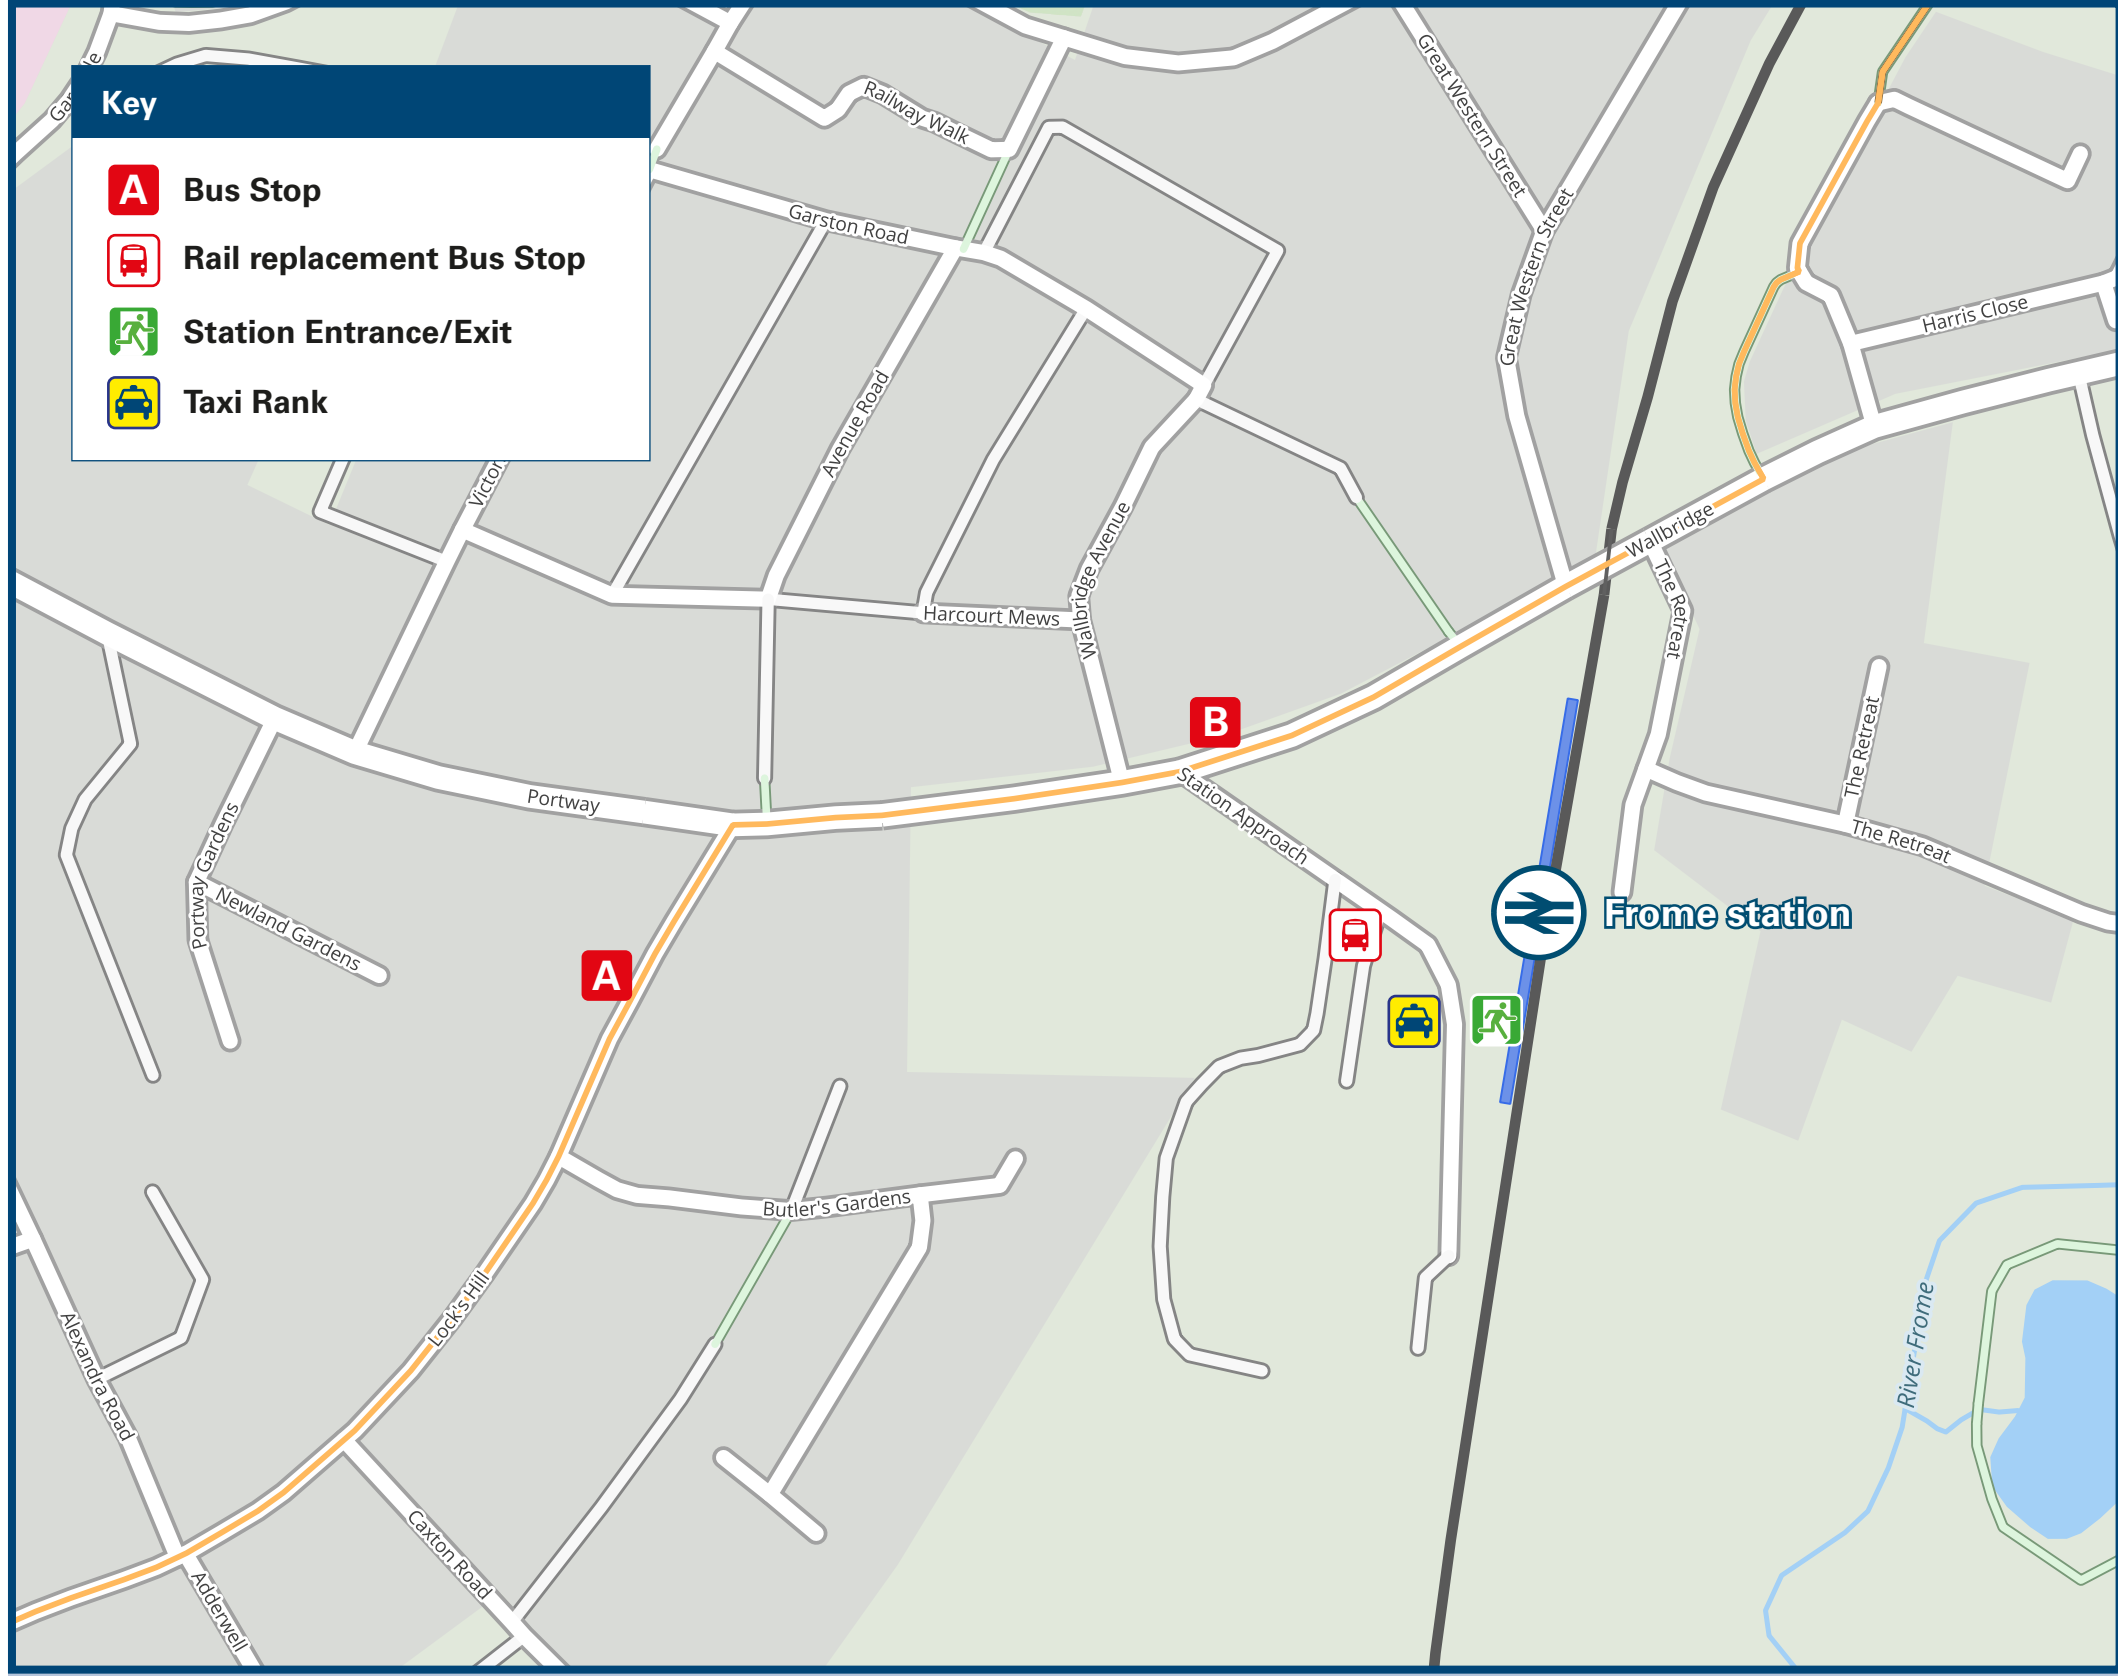 Key
A Bus Stop
Rail replacement Bus Stop
Station Entrance/Exit
Taxi Rank
Railway Walk
Garston Road
Great Western Street
Great Western Street
Harris Close
Avenue Road
Victor
Wallbridge Avenue
Harcourt Mews
Wallbridge
The Retreat
The Retreat
The Retreat
B
Portway
Station Approach
Portway Gardens
Newland Gardens
A
Frome station
Butler's Gardens
Lock's Hill
Alexandra Road
River Frome
Caxton Road
Adderwell